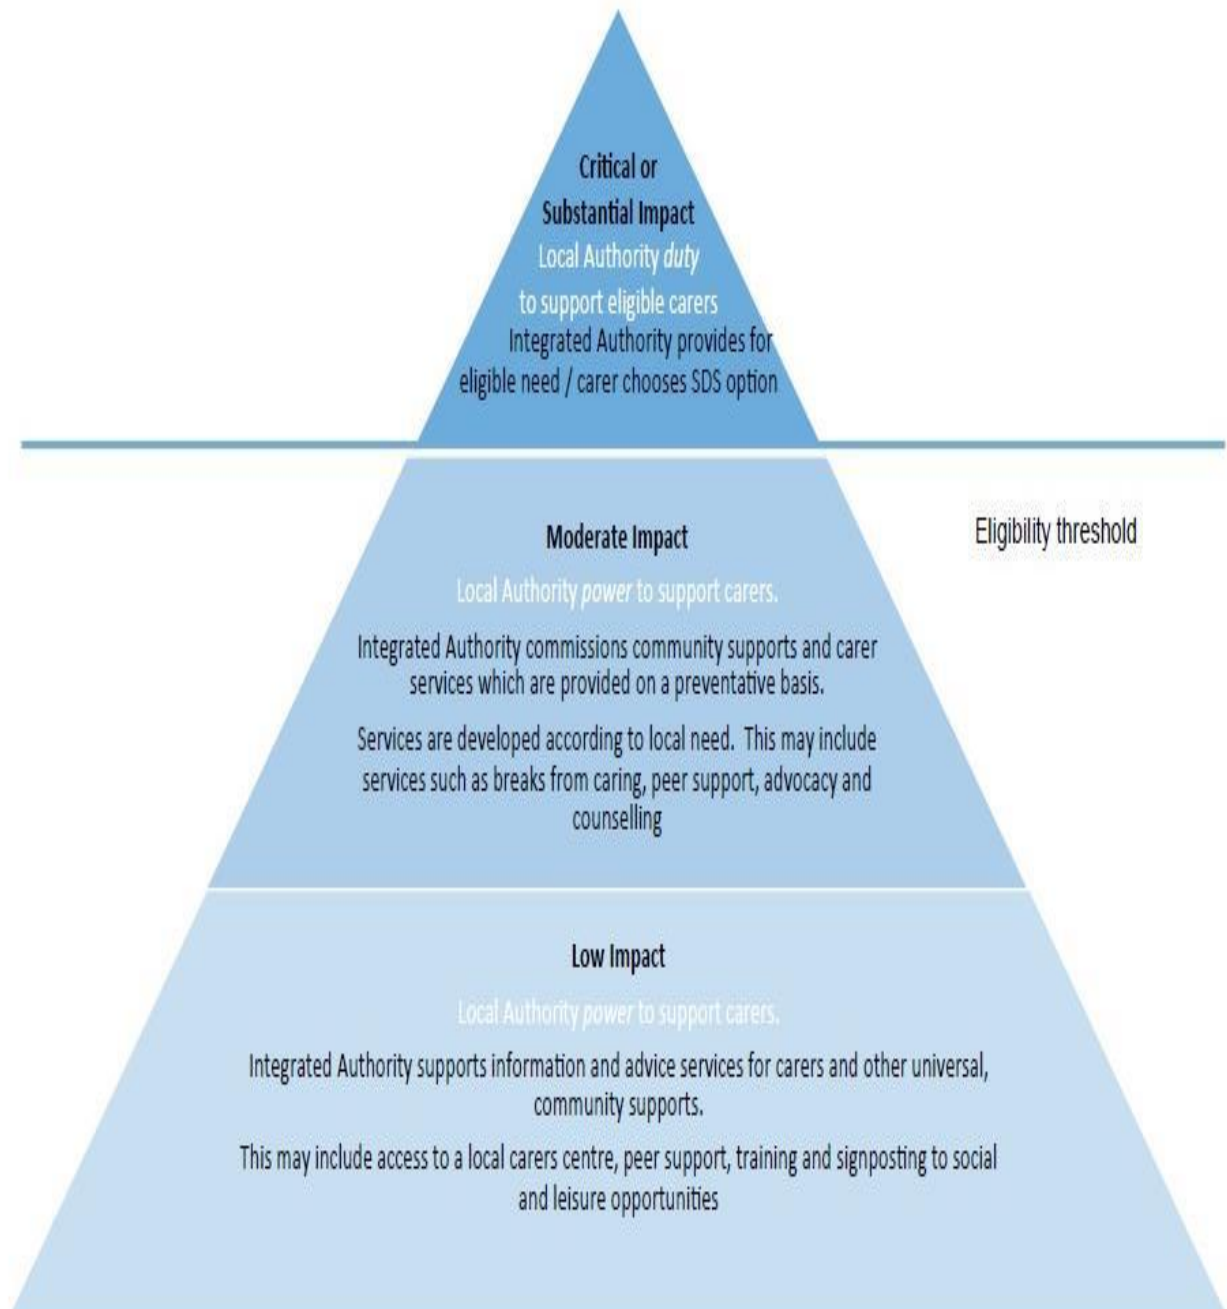 Critical or
Substantial Impact
Local Authority duty
to support eligible carers
Integrated Authority provides for
eligible need / carer chooses SDS option
Eligibility threshold
Moderate Impact
Local Authority power to support carers.
Integrated Authority commissions community supports and carer
services which are provided on a preventative basis.
Services are developed according to local need.  This may include
services such as breaks from caring, peer support, advocacy and
counselling
Low Impact
Local Authority power to support carers.
Integrated Authority supports information and advice services for carers and other universal,
community supports.
This may include access to a local carers centre, peer support, training and signposting to social
and leisure opportunities